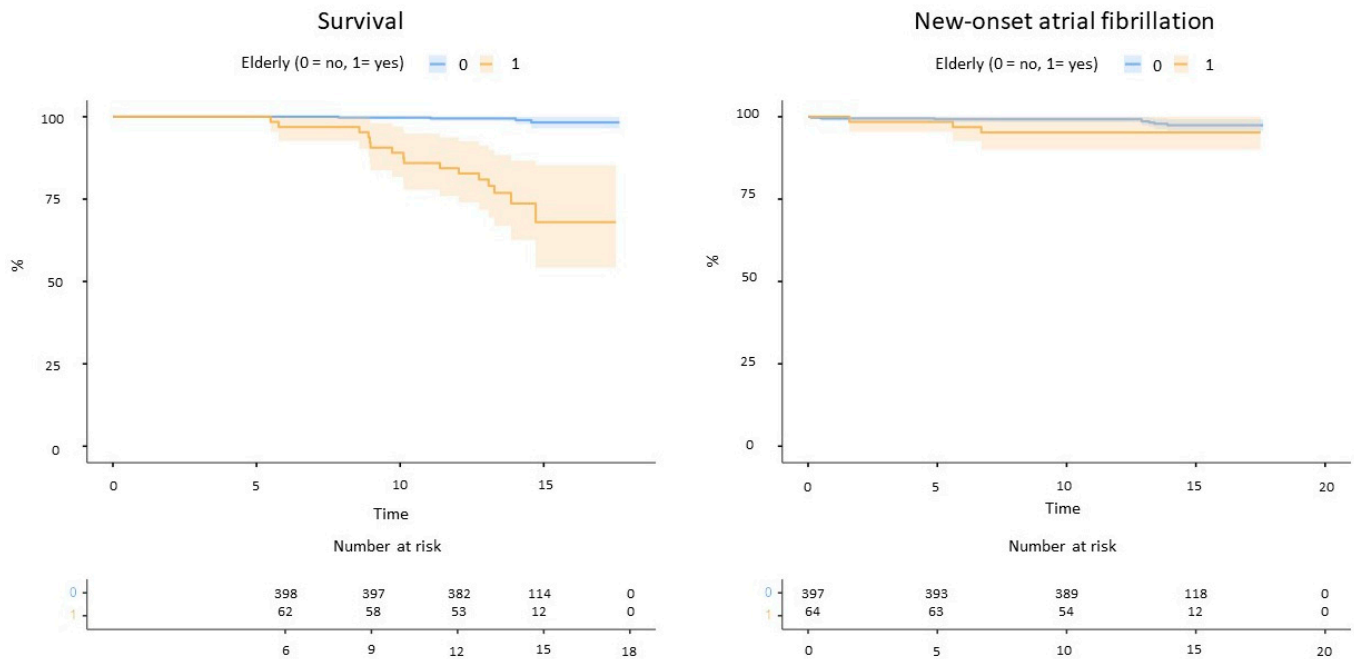 Survival
Elderly (0 = no, 1= yes) 0 1
100
75
50
25
0
%
0 5 10 15
Time
Number at risk
0 398 397 382 114 0
1 62 58 53 12 0
6 9 12 15 18
New-onset atrial fibrillation
Elderly (0 = no, 1= yes) 0 1
100
75
50
25
0
%
0 5 10 15 20
Time
Number at risk
0 397 393 389 118 0
1 64 63 54 12 0
0 5 10 15 20